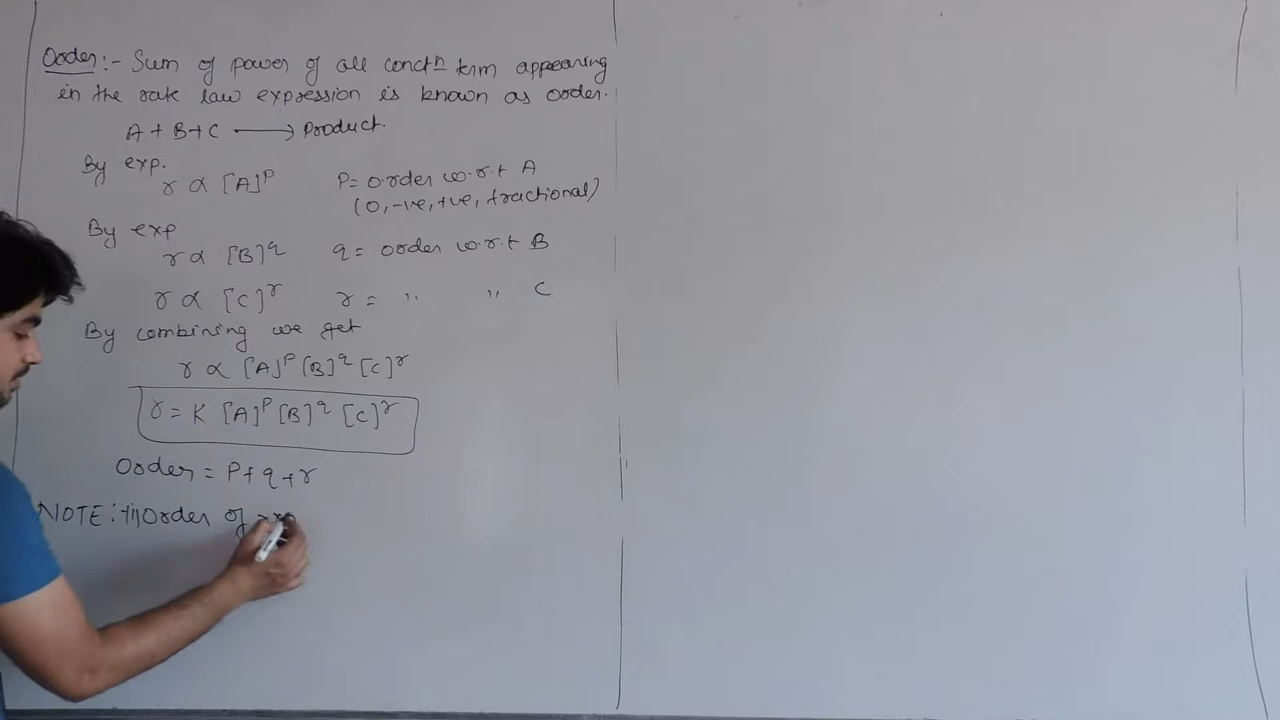 Order:- Sum of power of all conctn term appearing
in the rate law expression is known as order.
A + B + C ⟶ Product.
By exp.
r ∝ [A]^p p = order w.r.t A
(0, -ve, +ve, fractional)
By exp
r ∝ [B]^q q = order w.r.t B
r ∝ [C]^r r = " " C
By combining we get
r ∝ [A]^p [B]^q [C]^r
r = K [A]^p [B]^q [C]^r
Order = P + q + r
NOTE: (1) Order of